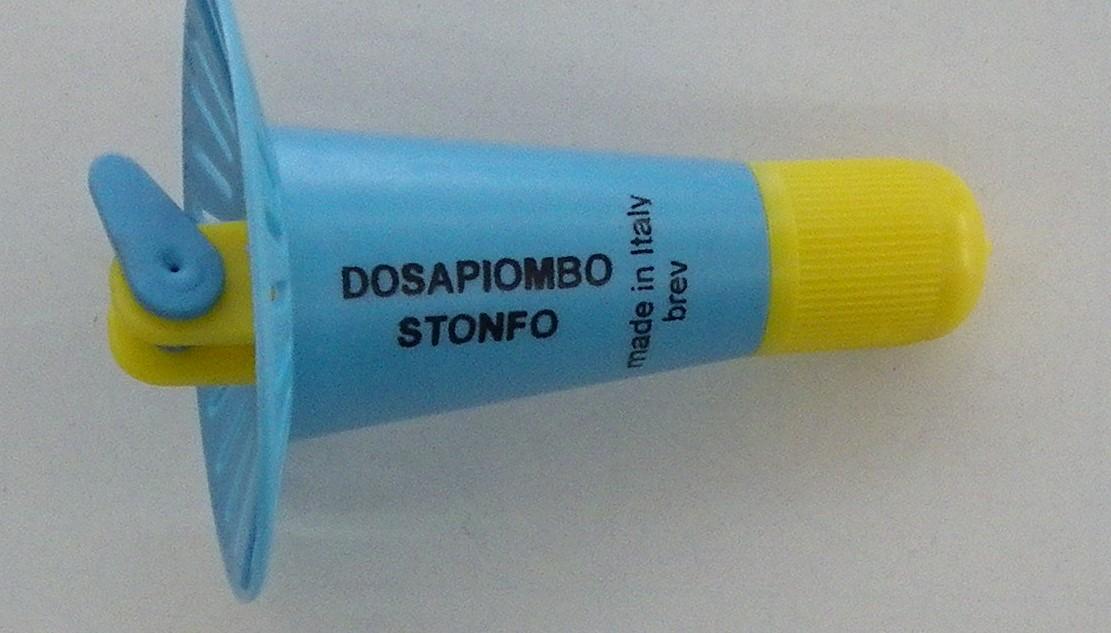 DOSAPIOMBO
STONFO
made in Italy
brev